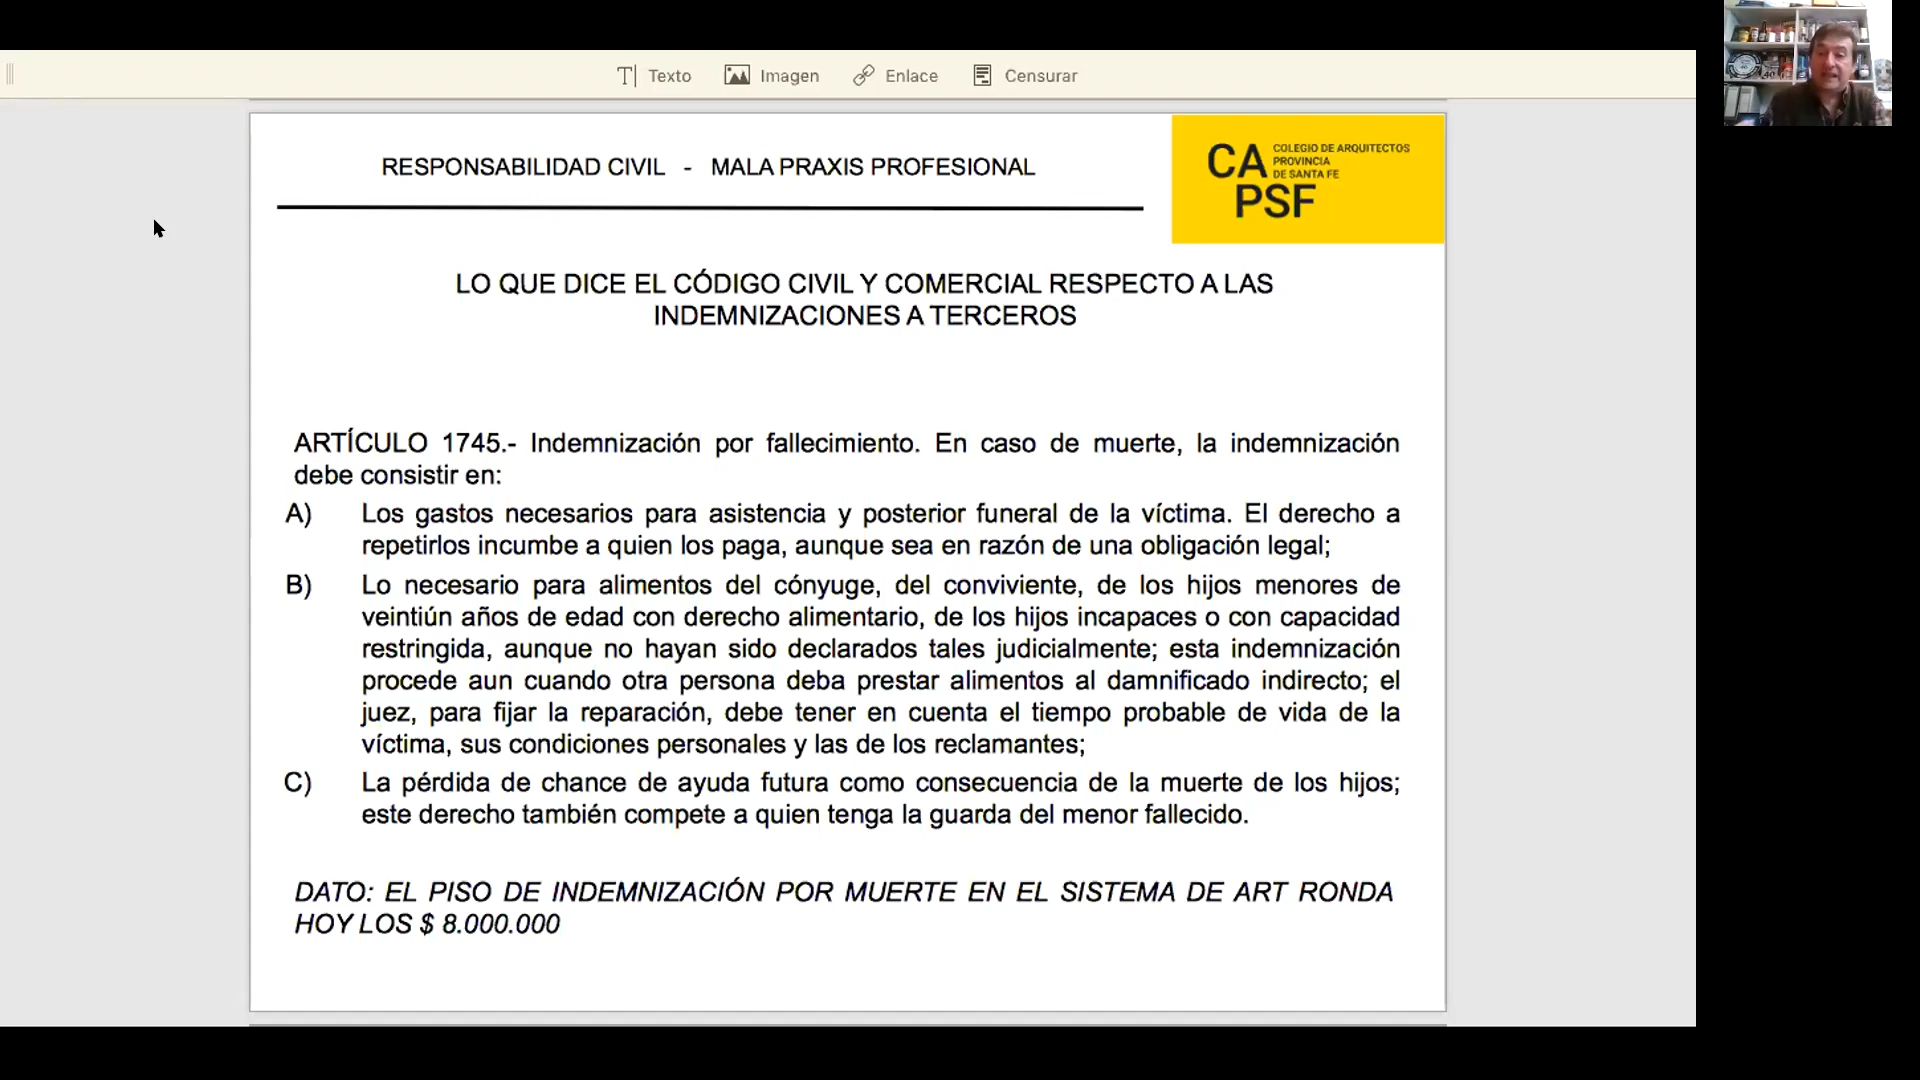 Texto Imagen Enlace Censurar
RESPONSABILIDAD CIVIL - MALA PRAXIS PROFESIONAL
CA COLEGIO DE ARQUITECTOS
PROVINCIA
DE SANTA FE
PSF
LO QUE DICE EL CÓDIGO CIVIL Y COMERCIAL RESPECTO A LAS
INDEMNIZACIONES A TERCEROS
ARTÍCULO 1745.- Indemnización por fallecimiento. En caso de muerte, la indemnización
debe consistir en:
A) Los gastos necesarios para asistencia y posterior funeral de la víctima. El derecho a
repetirlos incumbe a quien los paga, aunque sea en razón de una obligación legal;
B) Lo necesario para alimentos del cónyuge, del conviviente, de los hijos menores de
veintiún años de edad con derecho alimentario, de los hijos incapaces o con capacidad
restringida, aunque no hayan sido declarados tales judicialmente; esta indemnización
procede aun cuando otra persona deba prestar alimentos al damnificado indirecto; el
juez, para fijar la reparación, debe tener en cuenta el tiempo probable de vida de la
víctima, sus condiciones personales y las de los reclamantes;
C) La pérdida de chance de ayuda futura como consecuencia de la muerte de los hijos;
este derecho también compete a quien tenga la guarda del menor fallecido.
DATO: EL PISO DE INDEMNIZACIÓN POR MUERTE EN EL SISTEMA DE ART RONDA
HOY LOS $ 8.000.000